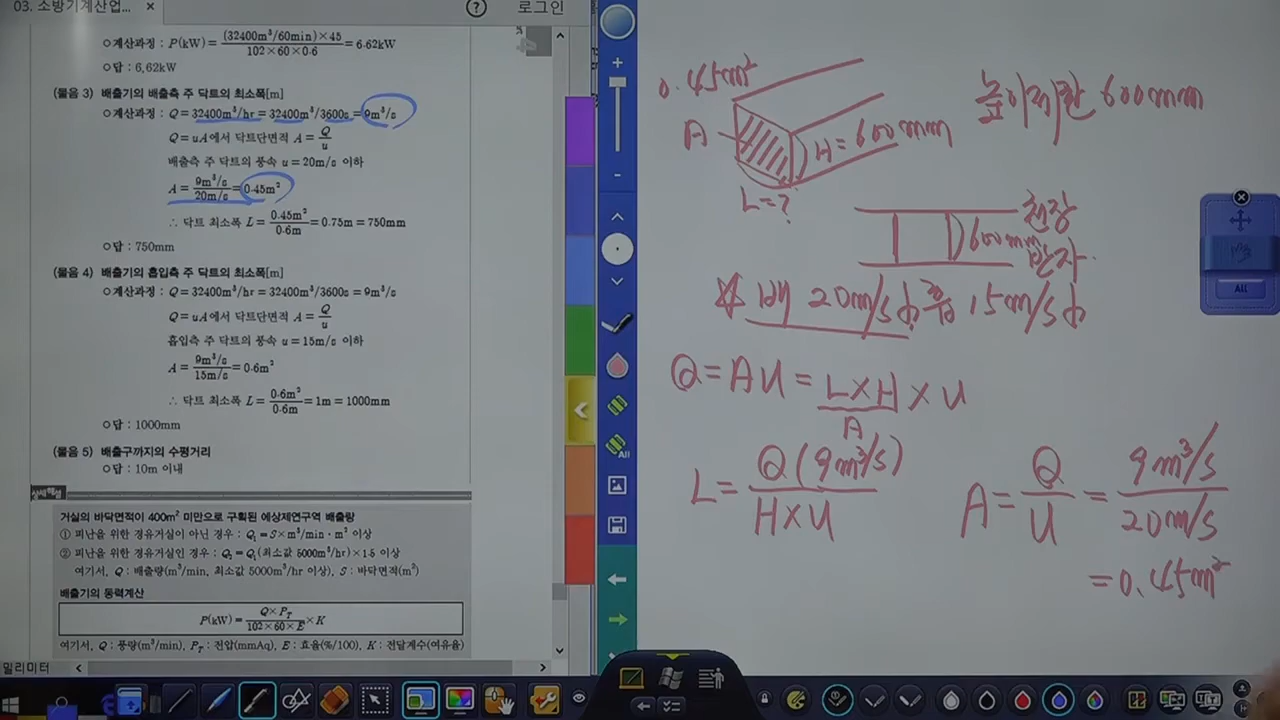 03. 소방기계산업...
로그인
○계산과정 : P(kW) = (32400m³/60min)×45 / 102×60×0.6 = 6.62kW
○답 : 6.62kW
(물음 3) 배출기의 배출측 주 덕트의 최소폭[m]
○계산과정 : Q = 32400m³/hr = 32400m³/3600s = 9m³/s
Q = uA에서 덕트단면적 A = Q/u
배출측 주 덕트의 풍속 u = 20m/s 이하
A = 9m³/s / 20m/s = 0.45m²
∴ 덕트 최소폭 L = 0.45m² / 0.6m = 0.75m = 750mm
○답 : 750mm
(물음 4) 배출기의 흡입측 주 덕트의 최소폭[m]
○계산과정 : Q = 32400m³/hr = 32400m³/3600s = 9m³/s
Q = uA에서 덕트단면적 A = Q/u
흡입측 주 덕트의 풍속 u = 15m/s 이하
A = 9m³/s / 15m/s = 0.6m²
∴ 덕트 최소폭 L = 0.6m² / 0.6m = 1m = 1000mm
○답 : 1000mm
(물음 5) 배출구까지의 수평거리
○답 : 10m 이내
상세해설
거실의 바닥면적이 400m² 미만으로 구획된 예상제연구역 배출량
① 피난을 위한 경유거실이 아닌 경우 : Q₁ = S×m³/min·m² 이상
② 피난을 위한 경유거실인 경우 : Q₂ = Q₁(최소값 5000m³/hr)×1.5 이상
여기서, Q : 배출량(m³/min, 최소값 5000m³/hr 이상), S : 바닥면적(m²)
배출기의 동력계산
P(kW) = Q×P_T / 102×60×E × K
여기서, Q : 풍량(m³/min), P_T : 전압(mmAq), E : 효율(%/100), K : 전달계수(여유율)
밀리미터
0.45m²
A
H=600mm
L=?
높이제한 600mm
천장
600mm
반자
☆ 배 20m/s↓ 흡 15m/s↓
Q = AU = L×H × U
A
L = Q(9m³/s) / H×U
A = Q/U = 9m³/s / 20m/s
= 0.45m²
All
ALL